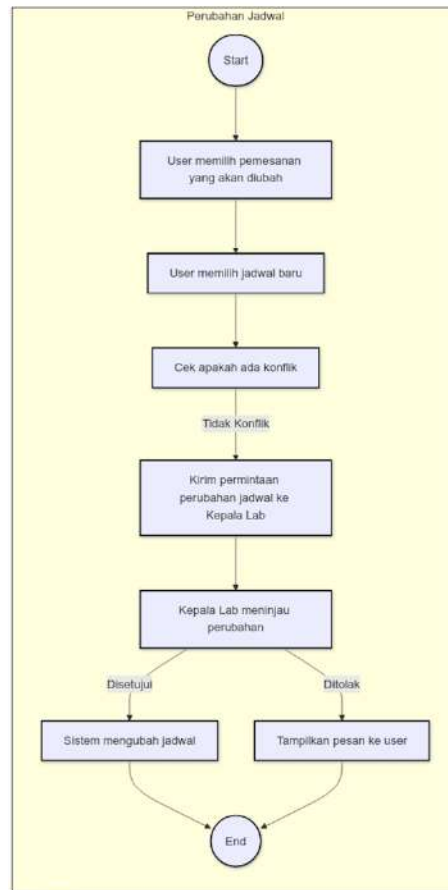 Perubahan Jadwal
Start
User memilih pemesanan
yang akan diubah
User memilih jadwal baru
Cek apakah ada konflik
Tidak Konflik
Kirim permintaan
perubahan jadwal ke
Kepala Lab
Kepala Lab meninjau
perubahan
Disetujui
Ditolak
Sistem mengubah jadwal
Tampilkan pesan ke user
End